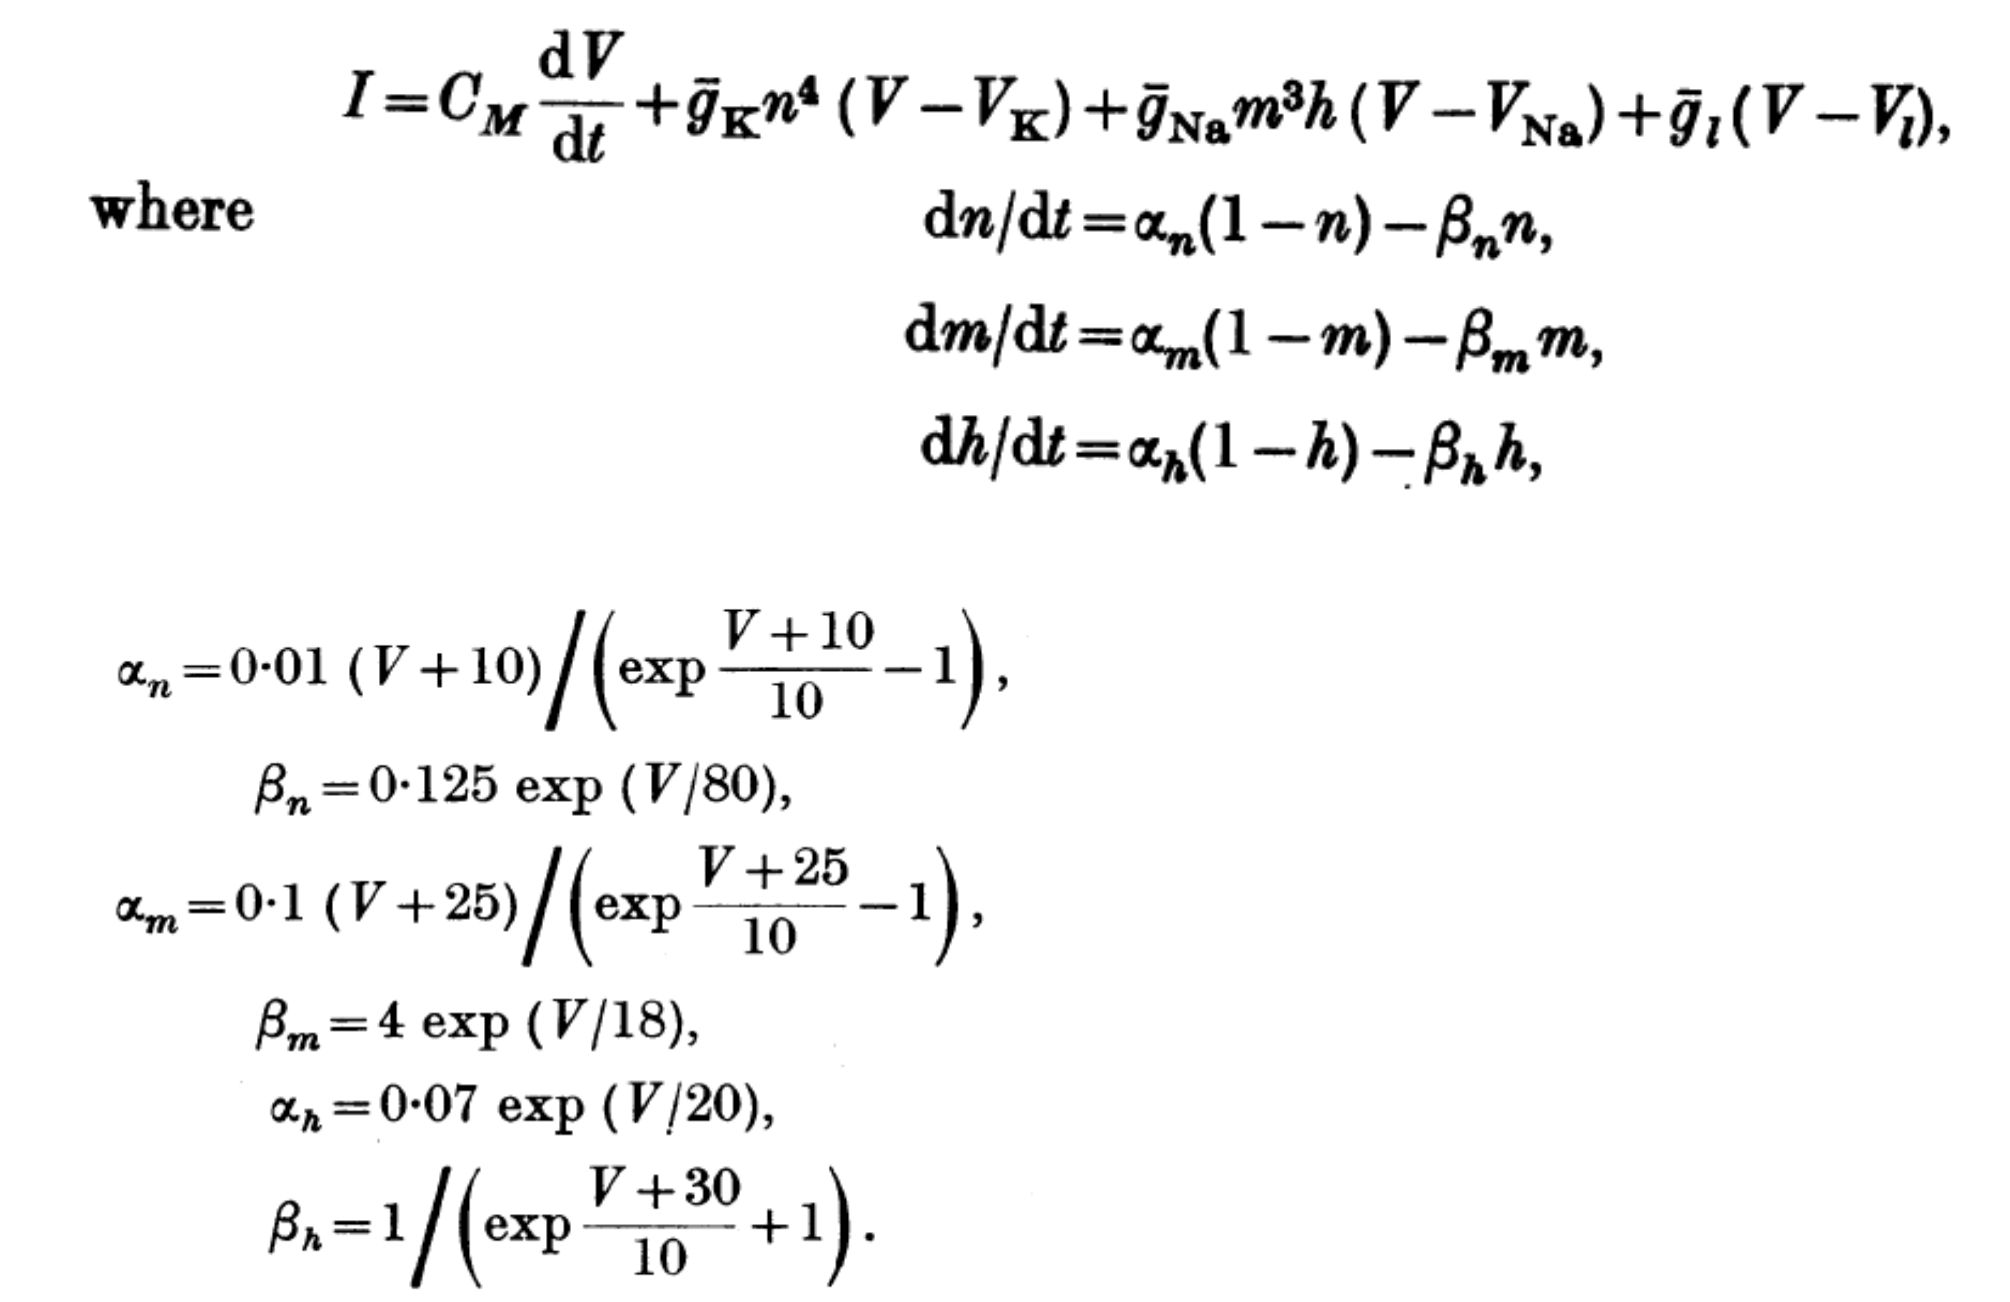 I = C_M dV/dt + ḡ_K n⁴ (V − V_K) + ḡ_Na m³h (V − V_Na) + ḡ_l (V − V_l),
where dn/dt = α_n(1 − n) − β_n n,
dm/dt = α_m(1 − m) − β_m m,
dh/dt = α_h(1 − h) − β_h h,
α_n = 0·01 (V + 10) / (exp (V + 10)/10 − 1),
β_n = 0·125 exp (V/80),
α_m = 0·1 (V + 25) / (exp (V + 25)/10 − 1),
β_m = 4 exp (V/18),
α_h = 0·07 exp (V/20),
β_h = 1 / (exp (V + 30)/10 + 1).